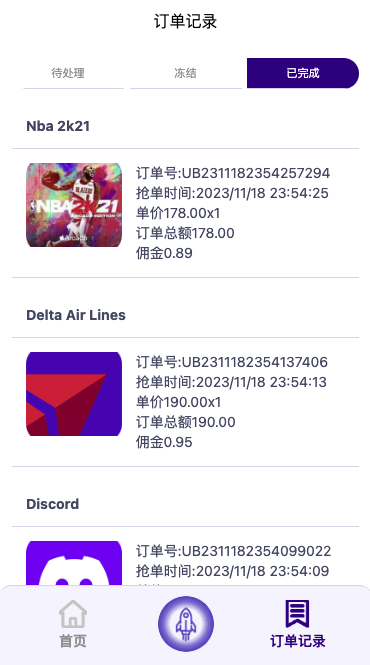 订单记录
待处理
冻结
已完成
Nba 2k21
NBA 2K21
ARCADE EDITION
Arcade
订单号:UB2311182354257294
抢单时间:2023/11/18 23:54:25
单价178.00x1
订单总额178.00
佣金0.89
Delta Air Lines
订单号:UB2311182354137406
抢单时间:2023/11/18 23:54:13
单价190.00x1
订单总额190.00
佣金0.95
Discord
订单号:UB2311182354099022
抢单时间:2023/11/18 23:54:09
首页
订单记录